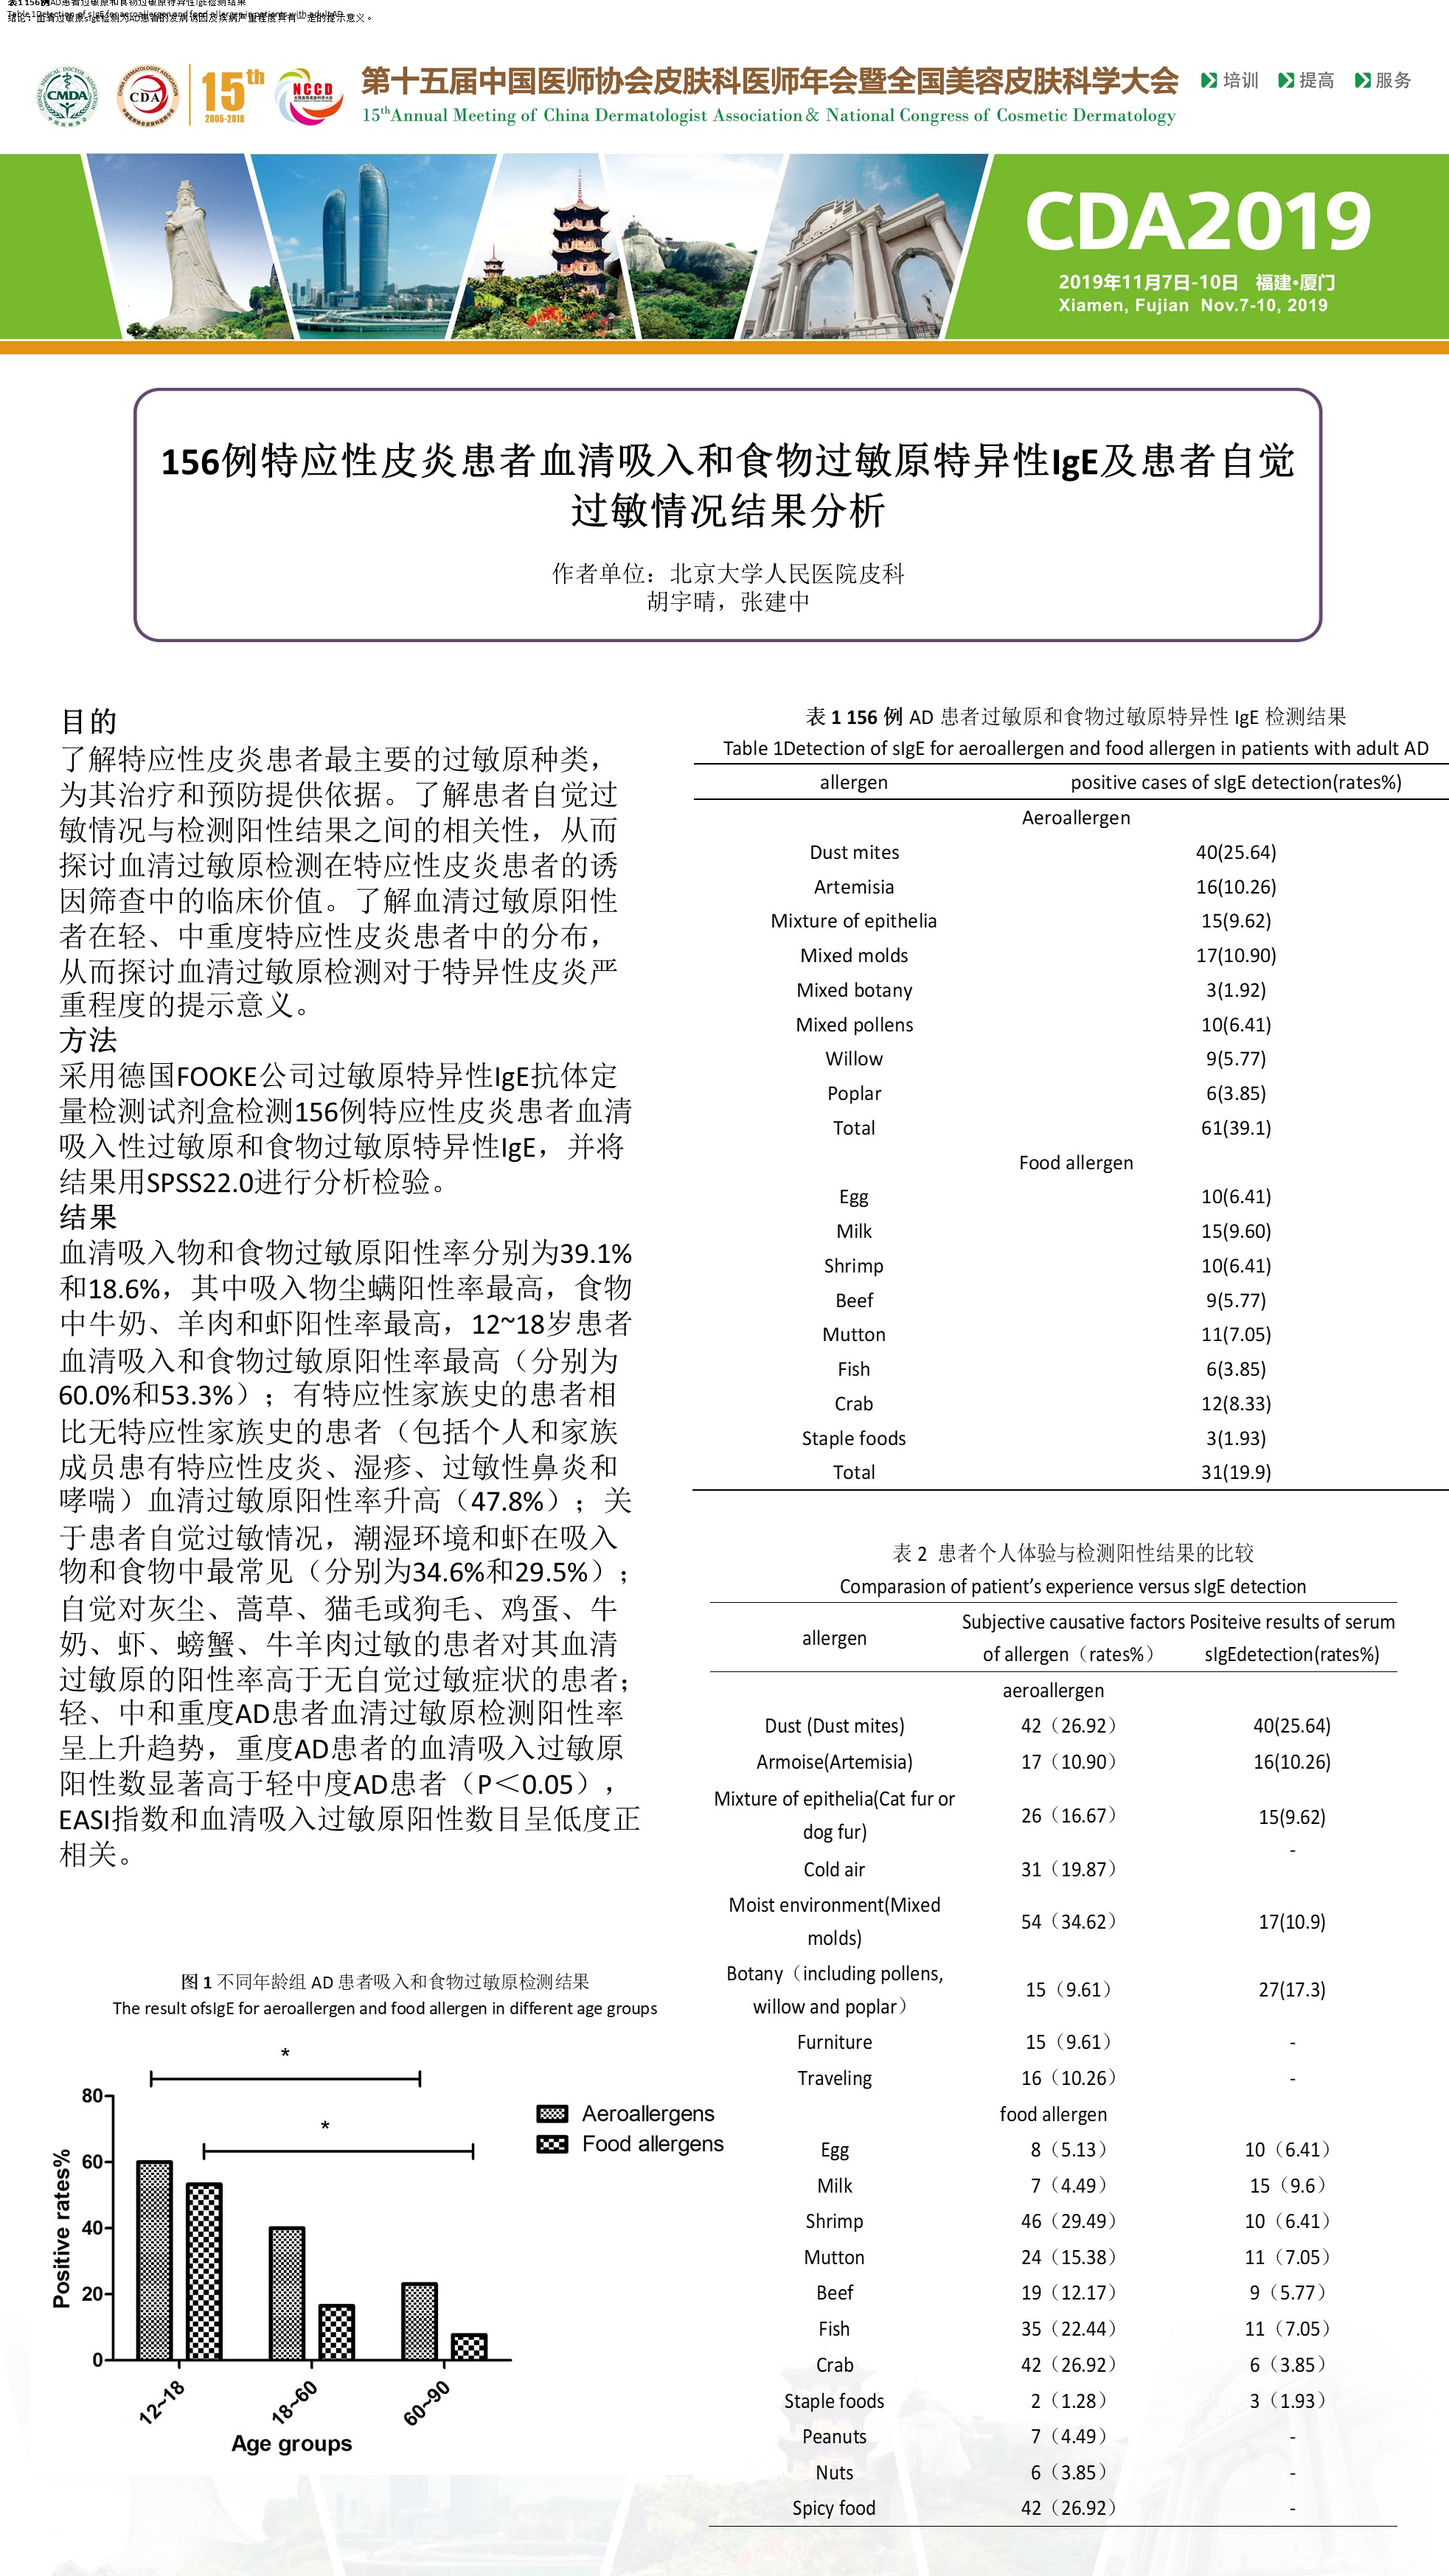 表1 156例AD患者过敏原和食物过敏原特异性IgE检测结果
Table 1Detection of sIgE for aeroallergen and food allergen in patients with adult AD
结论：血清过敏原sIgE检测为AD患者的发病诱因及疾病严重程度具有一定的提示意义。
CMDA
CDA
15th
2005-2019
NCCD
第十五届中国医师协会皮肤科医师年会暨全国美容皮肤科学大会
15thAnnual Meeting of China Dermatologist Association & National Congress of Cosmetic Dermatology
培训 提高 服务
CDA2019
2019年11月7日-10日 福建·厦门
Xiamen, Fujian Nov.7-10, 2019
156例特应性皮炎患者血清吸入和食物过敏原特异性IgE及患者自觉
过敏情况结果分析
作者单位：北京大学人民医院皮科
胡宇晴，张建中
目的
了解特应性皮炎患者最主要的过敏原种类，
为其治疗和预防提供依据。了解患者自觉过
敏情况与检测阳性结果之间的相关性，从而
探讨血清过敏原检测在特应性皮炎患者的诱
因筛查中的临床价值。了解血清过敏原阳性
者在轻、中重度特应性皮炎患者中的分布，
从而探讨血清过敏原检测对于特异性皮炎严
重程度的提示意义。
方法
采用德国FOOKE公司过敏原特异性IgE抗体定
量检测试剂盒检测156例特应性皮炎患者血清
吸入性过敏原和食物过敏原特异性IgE，并将
结果用SPSS22.0进行分析检验。
结果
血清吸入物和食物过敏原阳性率分别为39.1%
和18.6%，其中吸入物尘螨阳性率最高，食物
中牛奶、羊肉和虾阳性率最高，12~18岁患者
血清吸入和食物过敏原阳性率最高（分别为
60.0%和53.3%）；有特应性家族史的患者相
比无特应性家族史的患者（包括个人和家族
成员患有特应性皮炎、湿疹、过敏性鼻炎和
哮喘）血清过敏原阳性率升高（47.8%）；关
于患者自觉过敏情况，潮湿环境和虾在吸入
物和食物中最常见（分别为34.6%和29.5%）；
自觉对灰尘、蒿草、猫毛或狗毛、鸡蛋、牛
奶、虾、螃蟹、牛羊肉过敏的患者对其血清
过敏原的阳性率高于无自觉过敏症状的患者；
轻、中和重度AD患者血清过敏原检测阳性率
呈上升趋势，重度AD患者的血清吸入过敏原
阳性数显著高于轻中度AD患者（P＜0.05），
EASI指数和血清吸入过敏原阳性数目呈低度正
相关。
图 1 不同年龄组 AD 患者吸入和食物过敏原检测结果
The result ofsIgE for aeroallergen and food allergen in different age groups
*
*
Aeroallergens
Food allergens
Positive rates%
80
60
40
20
0
12~18 18~60 60~90
Age groups
表 1 156 例 AD 患者过敏原和食物过敏原特异性 IgE 检测结果
Table 1Detection of sIgE for aeroallergen and food allergen in patients with adult AD
allergen positive cases of sIgE detection(rates%)
Aeroallergen
Dust mites 40(25.64)
Artemisia 16(10.26)
Mixture of epithelia 15(9.62)
Mixed molds 17(10.90)
Mixed botany 3(1.92)
Mixed pollens 10(6.41)
Willow 9(5.77)
Poplar 6(3.85)
Total 61(39.1)
Food allergen
Egg 10(6.41)
Milk 15(9.60)
Shrimp 10(6.41)
Beef 9(5.77)
Mutton 11(7.05)
Fish 6(3.85)
Crab 12(8.33)
Staple foods 3(1.93)
Total 31(19.9)
表 2 患者个人体验与检测阳性结果的比较
Comparasion of patient’s experience versus sIgE detection
allergen
Subjective causative factors Positeive results of serum
of allergen（rates%） sIgEdetection(rates%)
aeroallergen
Dust (Dust mites) 42（26.92） 40(25.64)
Armoise(Artemisia) 17（10.90） 16(10.26)
Mixture of epithelia(Cat fur or
dog fur) 26（16.67） 15(9.62)
Cold air 31（19.87） -
Moist environment(Mixed
molds) 54（34.62） 17(10.9)
Botany（including pollens,
willow and poplar） 15（9.61） 27(17.3)
Furniture 15（9.61） -
Traveling 16（10.26） -
food allergen
Egg 8（5.13） 10（6.41）
Milk 7（4.49） 15（9.6）
Shrimp 46（29.49） 10（6.41）
Mutton 24（15.38） 11（7.05）
Beef 19（12.17） 9（5.77）
Fish 35（22.44） 11（7.05）
Crab 42（26.92） 6（3.85）
Staple foods 2（1.28） 3（1.93）
Peanuts 7（4.49） -
Nuts 6（3.85） -
Spicy food 42（26.92） -